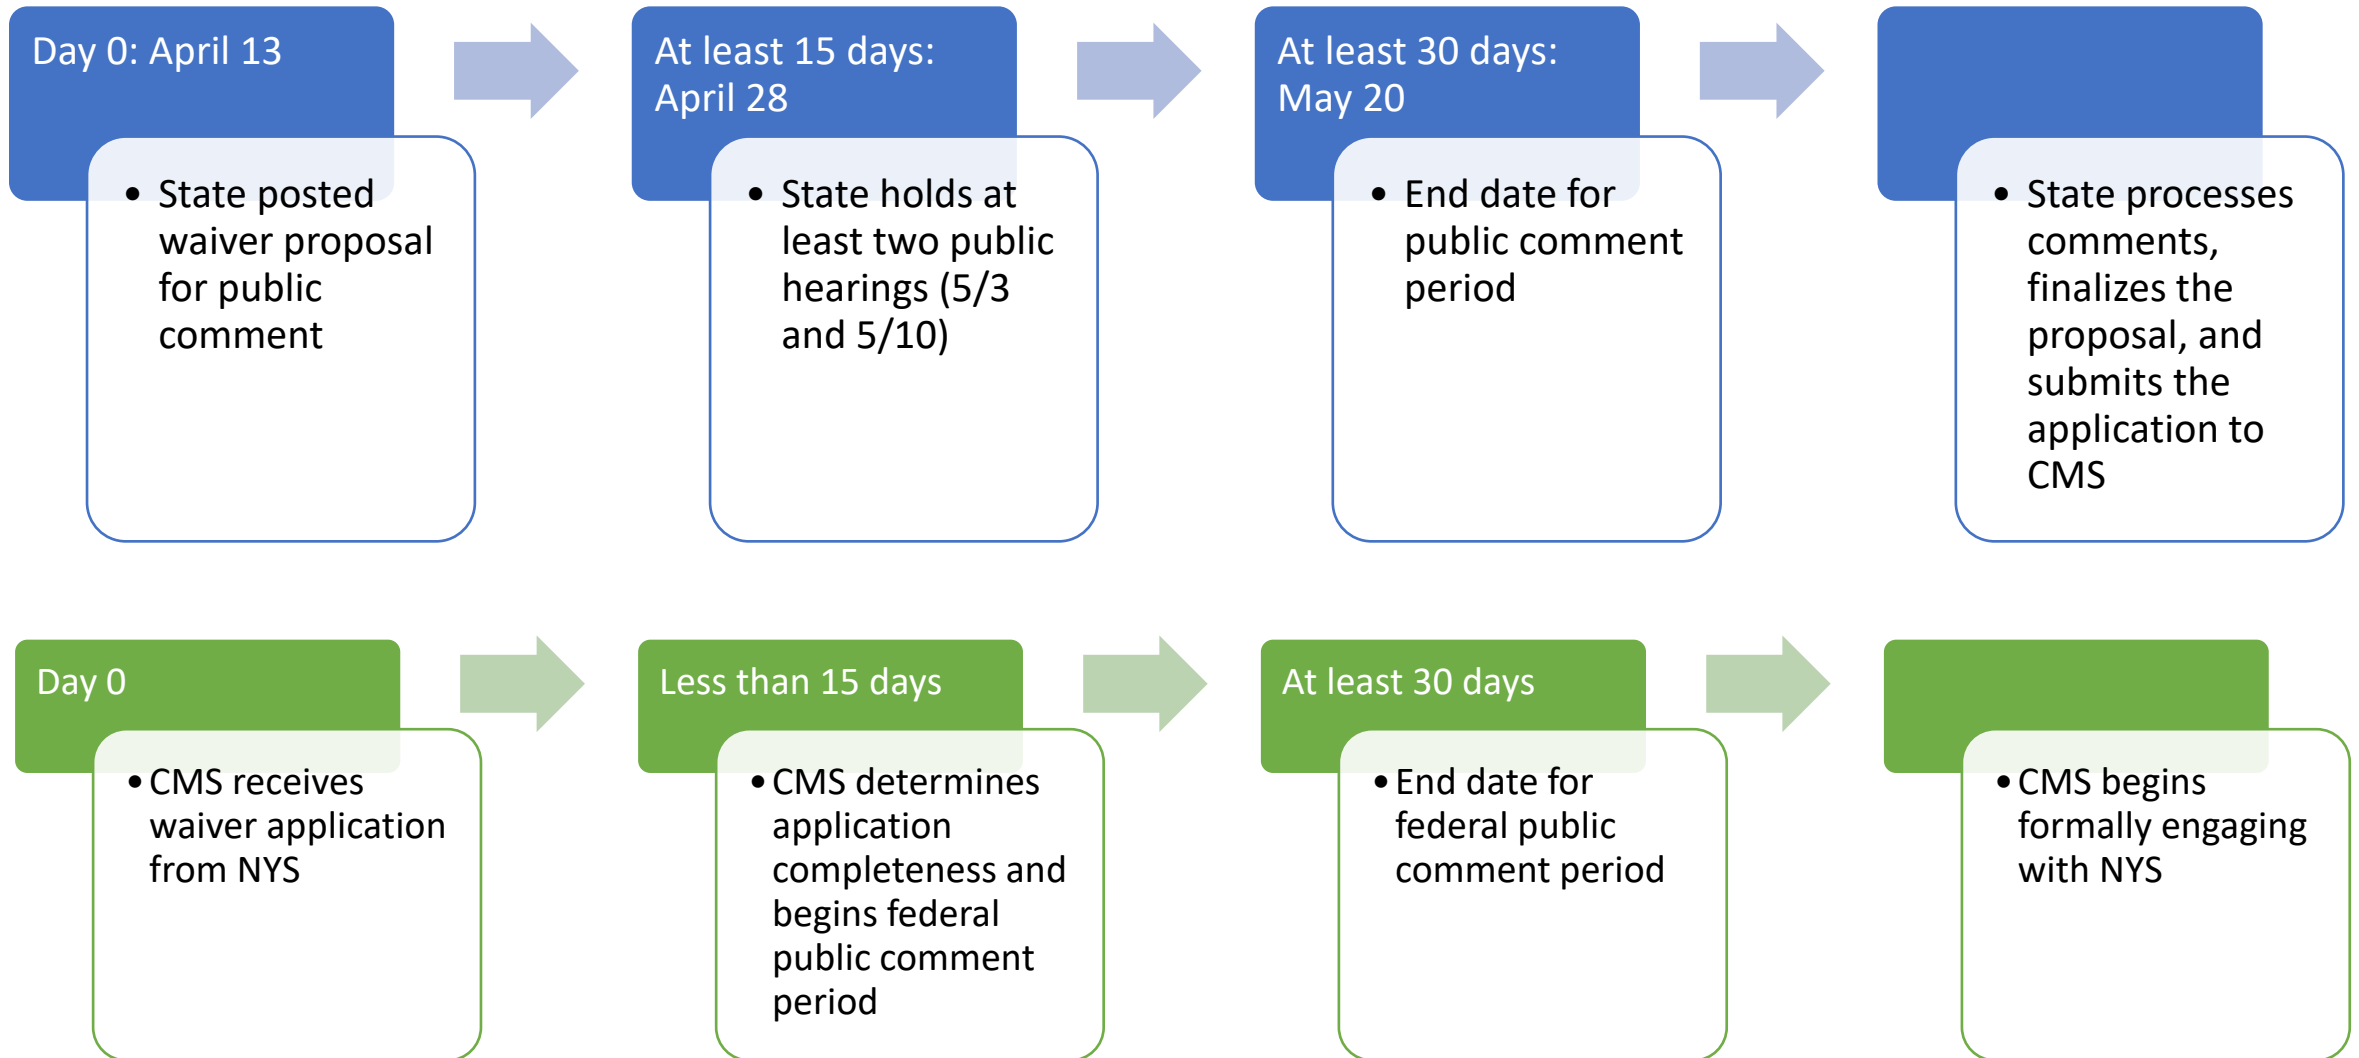 Day 0: April 13
• State posted
waiver proposal
for public
comment
At least 15 days:
April 28
• State holds at
least two public
hearings (5/3
and 5/10)
At least 30 days:
May 20
• End date for
public comment
period
• State processes
comments,
finalizes the
proposal, and
submits the
application to
CMS
Day 0
• CMS receives
waiver application
from NYS
Less than 15 days
• CMS determines
application
completeness and
begins federal
public comment
period
At least 30 days
• End date for
federal public
comment period
• CMS begins
formally engaging
with NYS